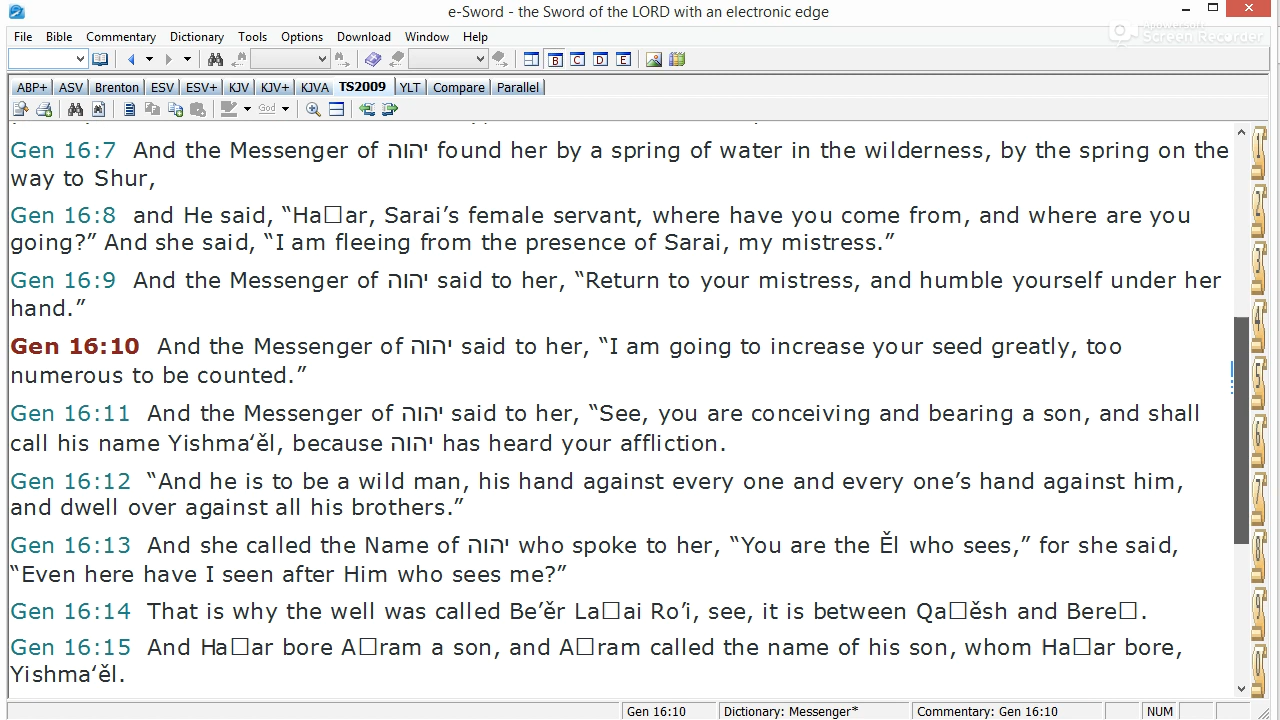 e-Sword - the Sword of the LORD with an electronic edge
Apowersoft
Screen Recorder
File Bible Commentary Dictionary Tools Options Download Window Help
B C D E
ABP+ ASV Brenton ESV ESV+ KJV KJV+ KJVA TS2009 YLT Compare Parallel
God
Gen 16:7 And the Messenger of יהוה found her by a spring of water in the wilderness, by the spring on the
way to Shur,
Gen 16:8 and He said, “Ha□ar, Sarai’s female servant, where have you come from, and where are you
going?” And she said, “I am fleeing from the presence of Sarai, my mistress.”
Gen 16:9 And the Messenger of יהוה said to her, “Return to your mistress, and humble yourself under her
hand.”
Gen 16:10 And the Messenger of יהוה said to her, “I am going to increase your seed greatly, too
numerous to be counted.”
Gen 16:11 And the Messenger of יהוה said to her, “See, you are conceiving and bearing a son, and shall
call his name Yishma‘ěl, because יהוה has heard your affliction.
Gen 16:12 “And he is to be a wild man, his hand against every one and every one’s hand against him,
and dwell over against all his brothers.”
Gen 16:13 And she called the Name of יהוה who spoke to her, “You are the Ěl who sees,” for she said,
“Even here have I seen after Him who sees me?”
Gen 16:14 That is why the well was called Be’ěr La□ai Ro’i, see, it is between Qa□ěsh and Bere□.
Gen 16:15 And Ha□ar bore A□ram a son, and A□ram called the name of his son, whom Ha□ar bore,
Yishma‘ěl.
1
2
3
4
5
6
7
8
9
0
Gen 16:10 Dictionary: Messenger* Commentary: Gen 16:10 NUM